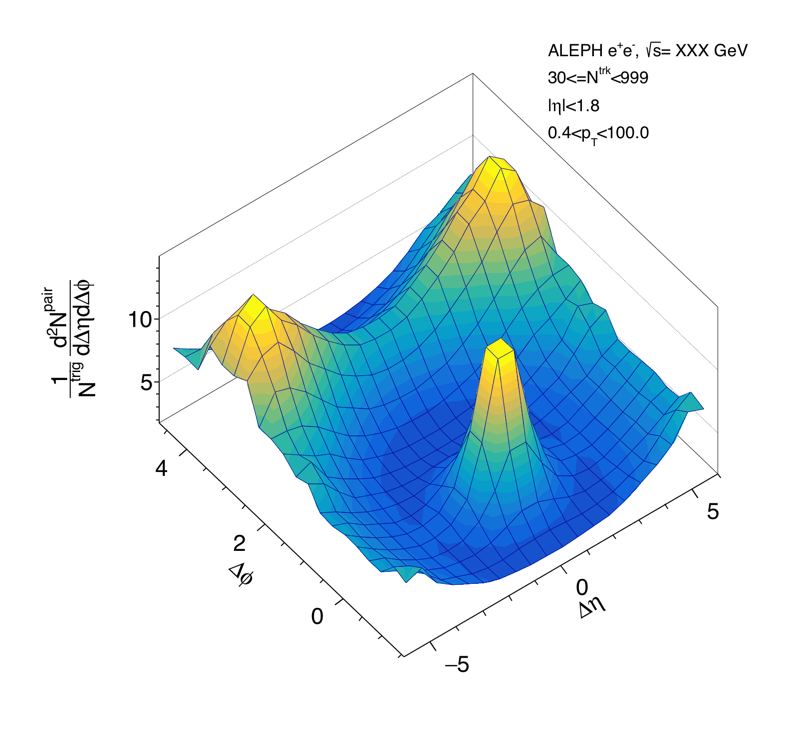 ALEPH e⁺e⁻, √s= XXX GeV
30<=N^trk<999
|η|<1.8
0.4<p_T<100.0
1/N^trig d²N^pair/dΔηdΔϕ
10
5
4
2
0
Δϕ
−5
0
5
Δη